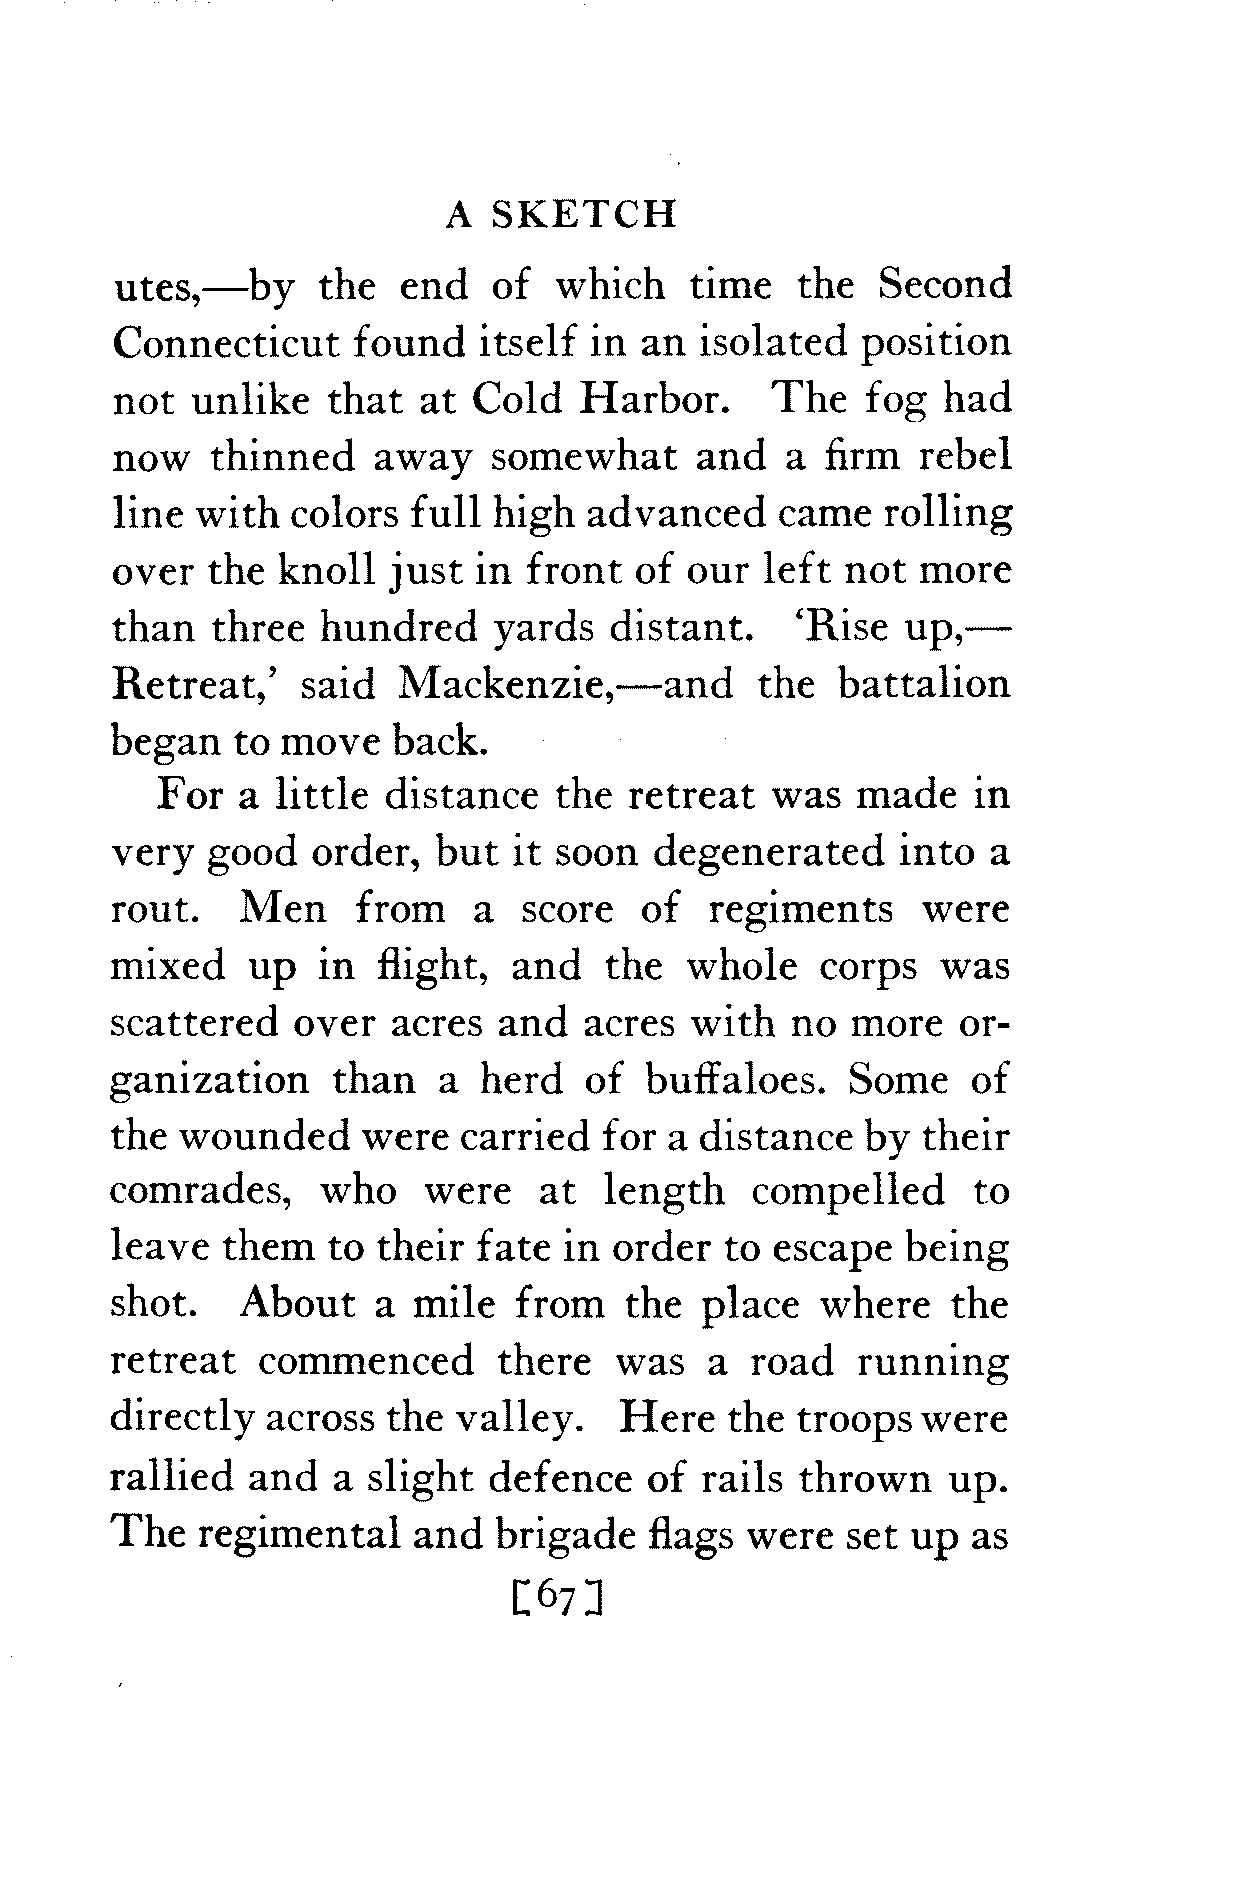 A SKETCH
utes,—by the end of which time the Second
Connecticut found itself in an isolated position
not unlike that at Cold Harbor. The fog had
now thinned away somewhat and a firm rebel
line with colors full high advanced came rolling
over the knoll just in front of our left not more
than three hundred yards distant. ‘Rise up,—
Retreat,’ said Mackenzie,—and the battalion
began to move back.
For a little distance the retreat was made in
very good order, but it soon degenerated into a
rout. Men from a score of regiments were
mixed up in flight, and the whole corps was
scattered over acres and acres with no more or-
ganization than a herd of buffaloes. Some of
the wounded were carried for a distance by their
comrades, who were at length compelled to
leave them to their fate in order to escape being
shot. About a mile from the place where the
retreat commenced there was a road running
directly across the valley. Here the troops were
rallied and a slight defence of rails thrown up.
The regimental and brigade flags were set up as
[67]